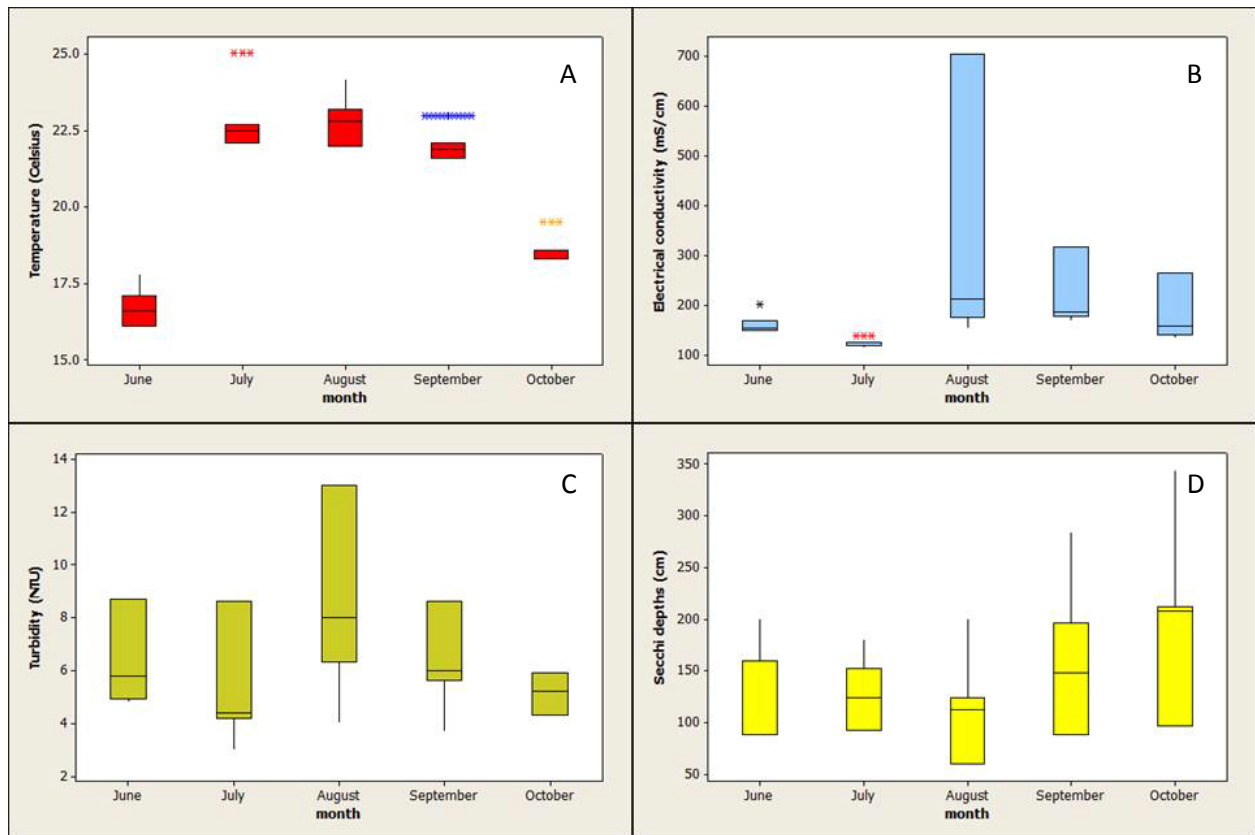 A
Temperature (Celsius)
25.0
22.5
20.0
17.5
15.0
June July August September October
month
B
Electrical conductivity (mS/cm)
700
600
500
400
300
200
100
June July August September October
month
C
Turbidity (NTU)
14
12
10
8
6
4
2
June July August September October
month
D
Secchi depths (cm)
350
300
250
200
150
100
50
June July August September October
month